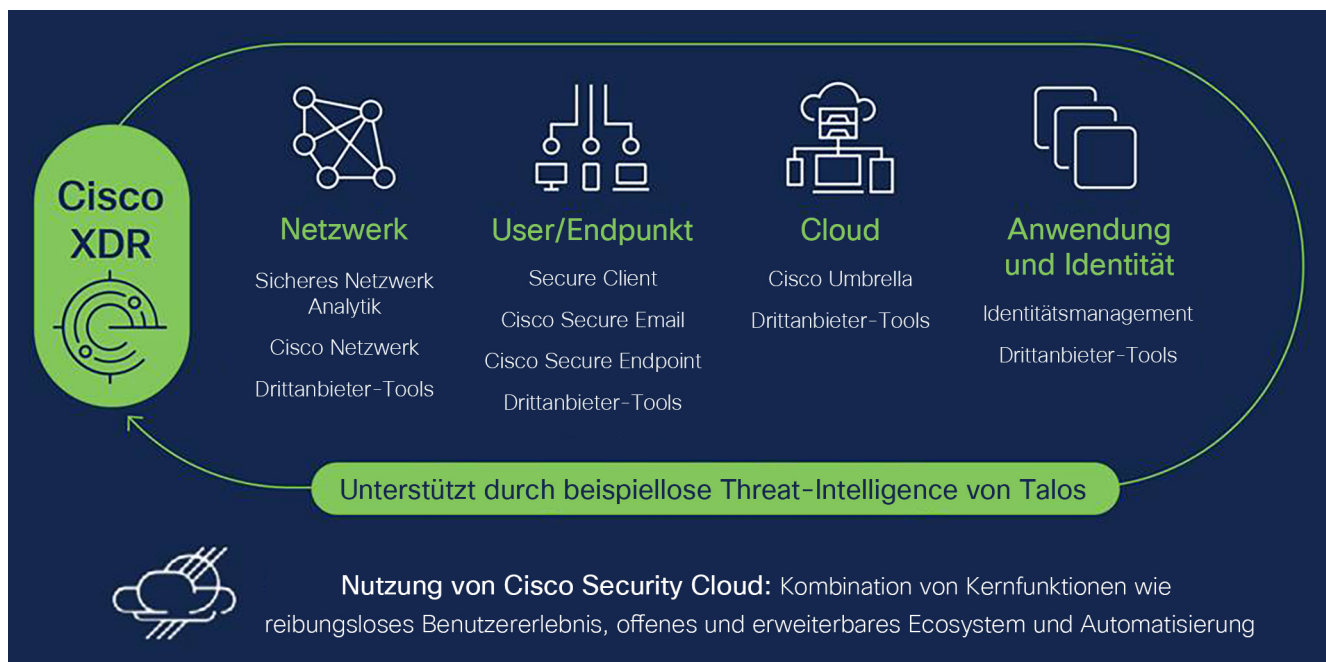 Cisco
XDR
Netzwerk
Sicheres Netzwerk
Analytik
Cisco Netzwerk
Drittanbieter-Tools
User/Endpunkt
Secure Client
Cisco Secure Email
Cisco Secure Endpoint
Drittanbieter-Tools
Cloud
Cisco Umbrella
Drittanbieter-Tools
Anwendung
und Identität
Identitätsmanagement
Drittanbieter-Tools
Unterstützt durch beispiellose Threat-Intelligence von Talos
Nutzung von Cisco Security Cloud: Kombination von Kernfunktionen wie
reibungsloses Benutzererlebnis, offenes und erweiterbares Ecosystem und Automatisierung